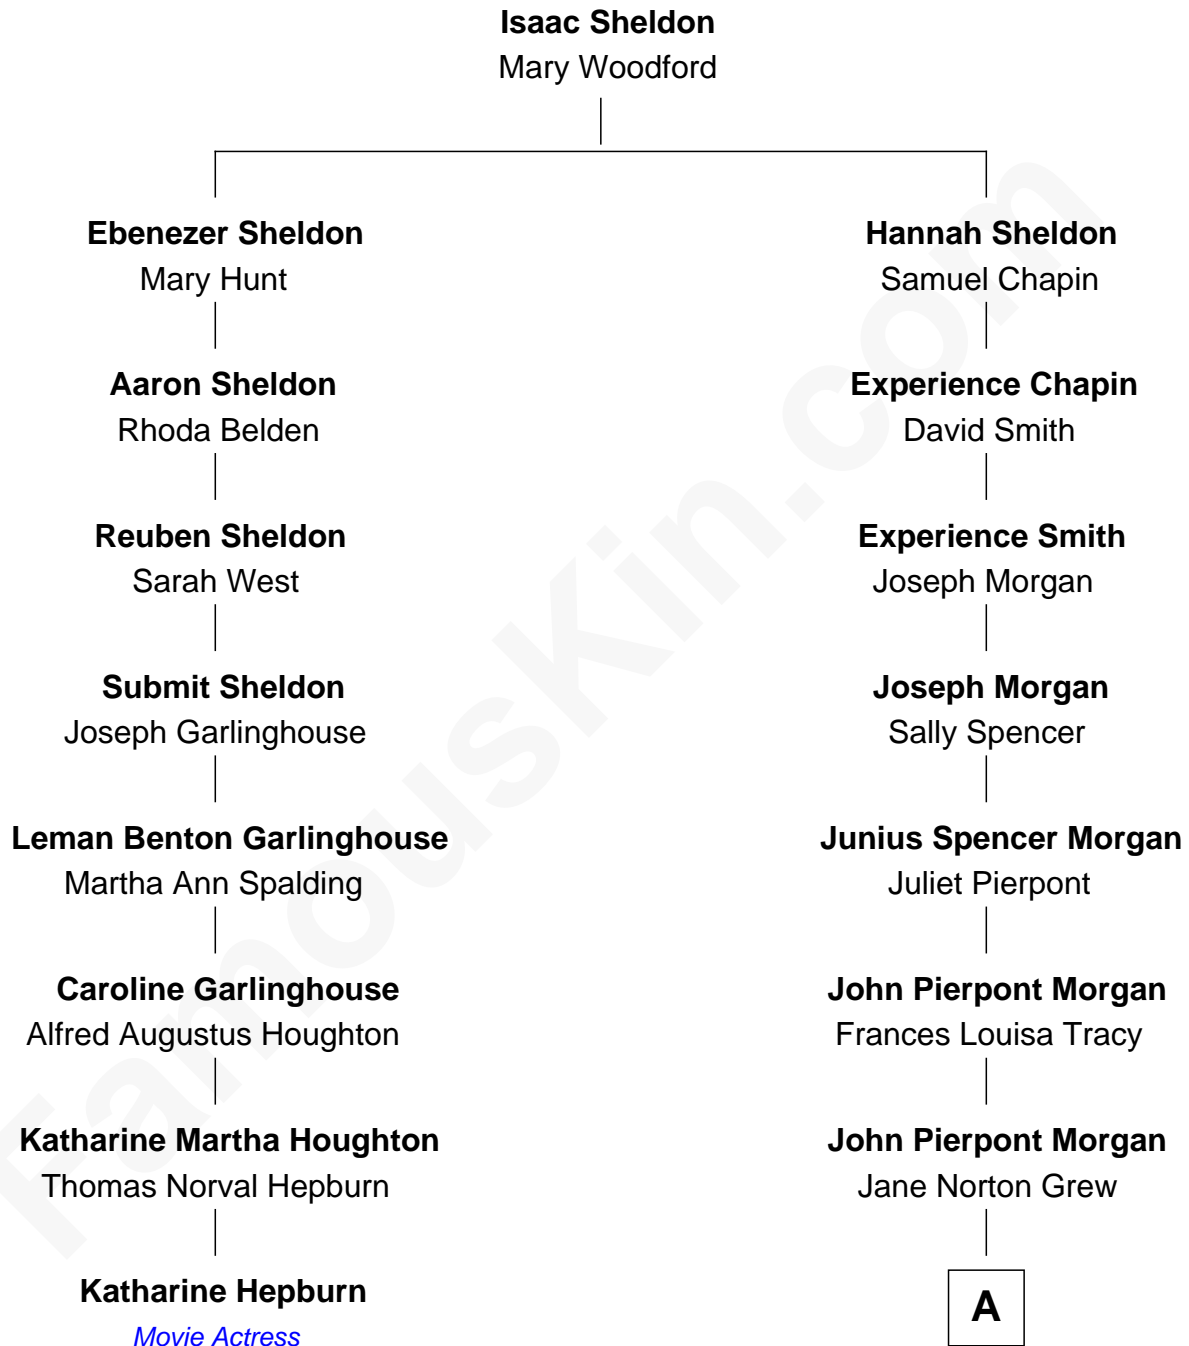 Isaac Sheldon
Mary Woodford
Ebenezer Sheldon
Mary Hunt
Hannah Sheldon
Samuel Chapin
Aaron Sheldon
Rhoda Belden
Experience Chapin
David Smith
Reuben Sheldon
Sarah West
Experience Smith
Joseph Morgan
Submit Sheldon
Joseph Garlinghouse
Joseph Morgan
Sally Spencer
Leman Benton Garlinghouse
Martha Ann Spalding
Junius Spencer Morgan
Juliet Pierpont
Caroline Garlinghouse
Alfred Augustus Houghton
John Pierpont Morgan
Frances Louisa Tracy
Katharine Martha Houghton
Thomas Norval Hepburn
John Pierpont Morgan
Jane Norton Grew
Katharine Hepburn
Movie Actress
A
FamousKin.com